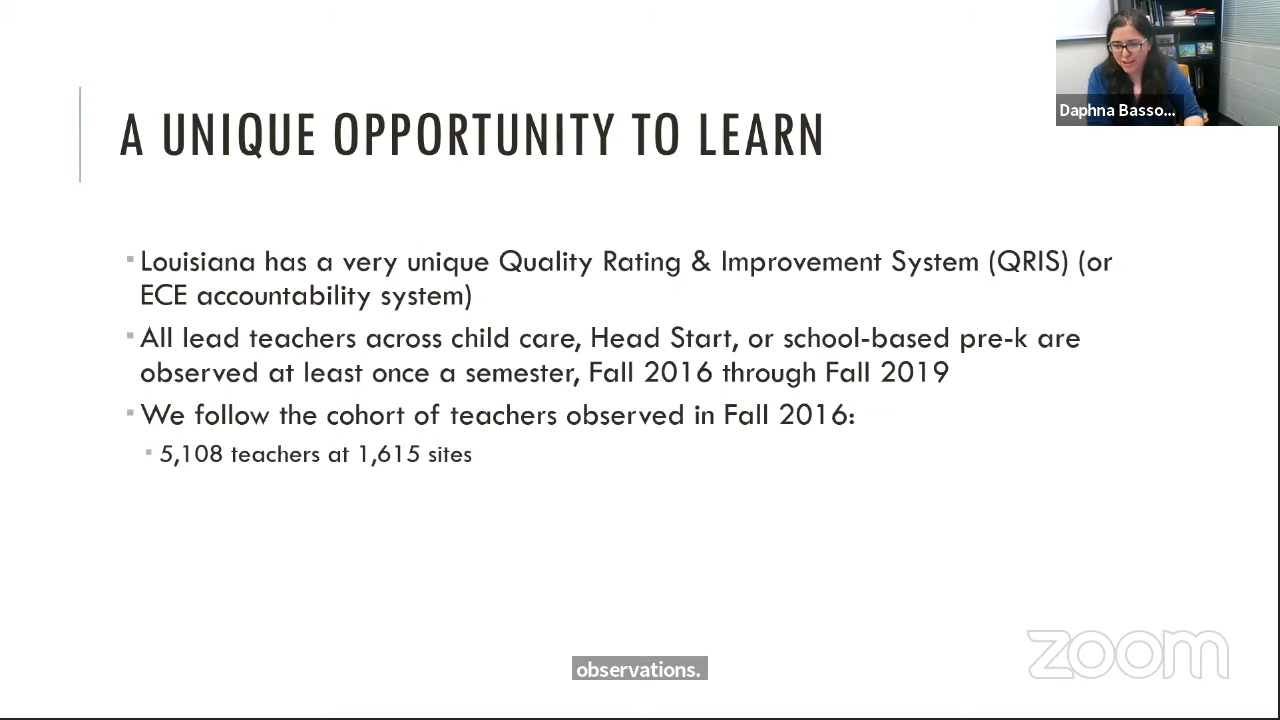 Daphna Basso...
A UNIQUE OPPORTUNITY TO LEARN
▪ Louisiana has a very unique Quality Rating & Improvement System (QRIS) (or
ECE accountability system)
▪ All lead teachers across child care, Head Start, or school-based pre-k are
observed at least once a semester, Fall 2016 through Fall 2019
▪ We follow the cohort of teachers observed in Fall 2016:
▪ 5,108 teachers at 1,615 sites
zoom
observations.